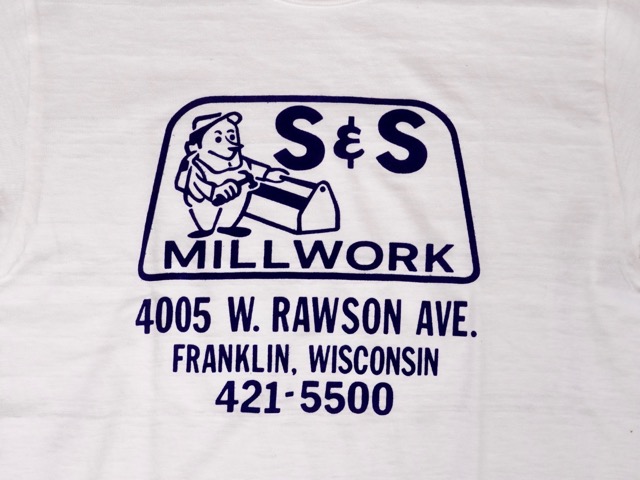 S & S
MILLWORK
4005 W. RAWSON AVE.
FRANKLIN, WISCONSIN
421-5500